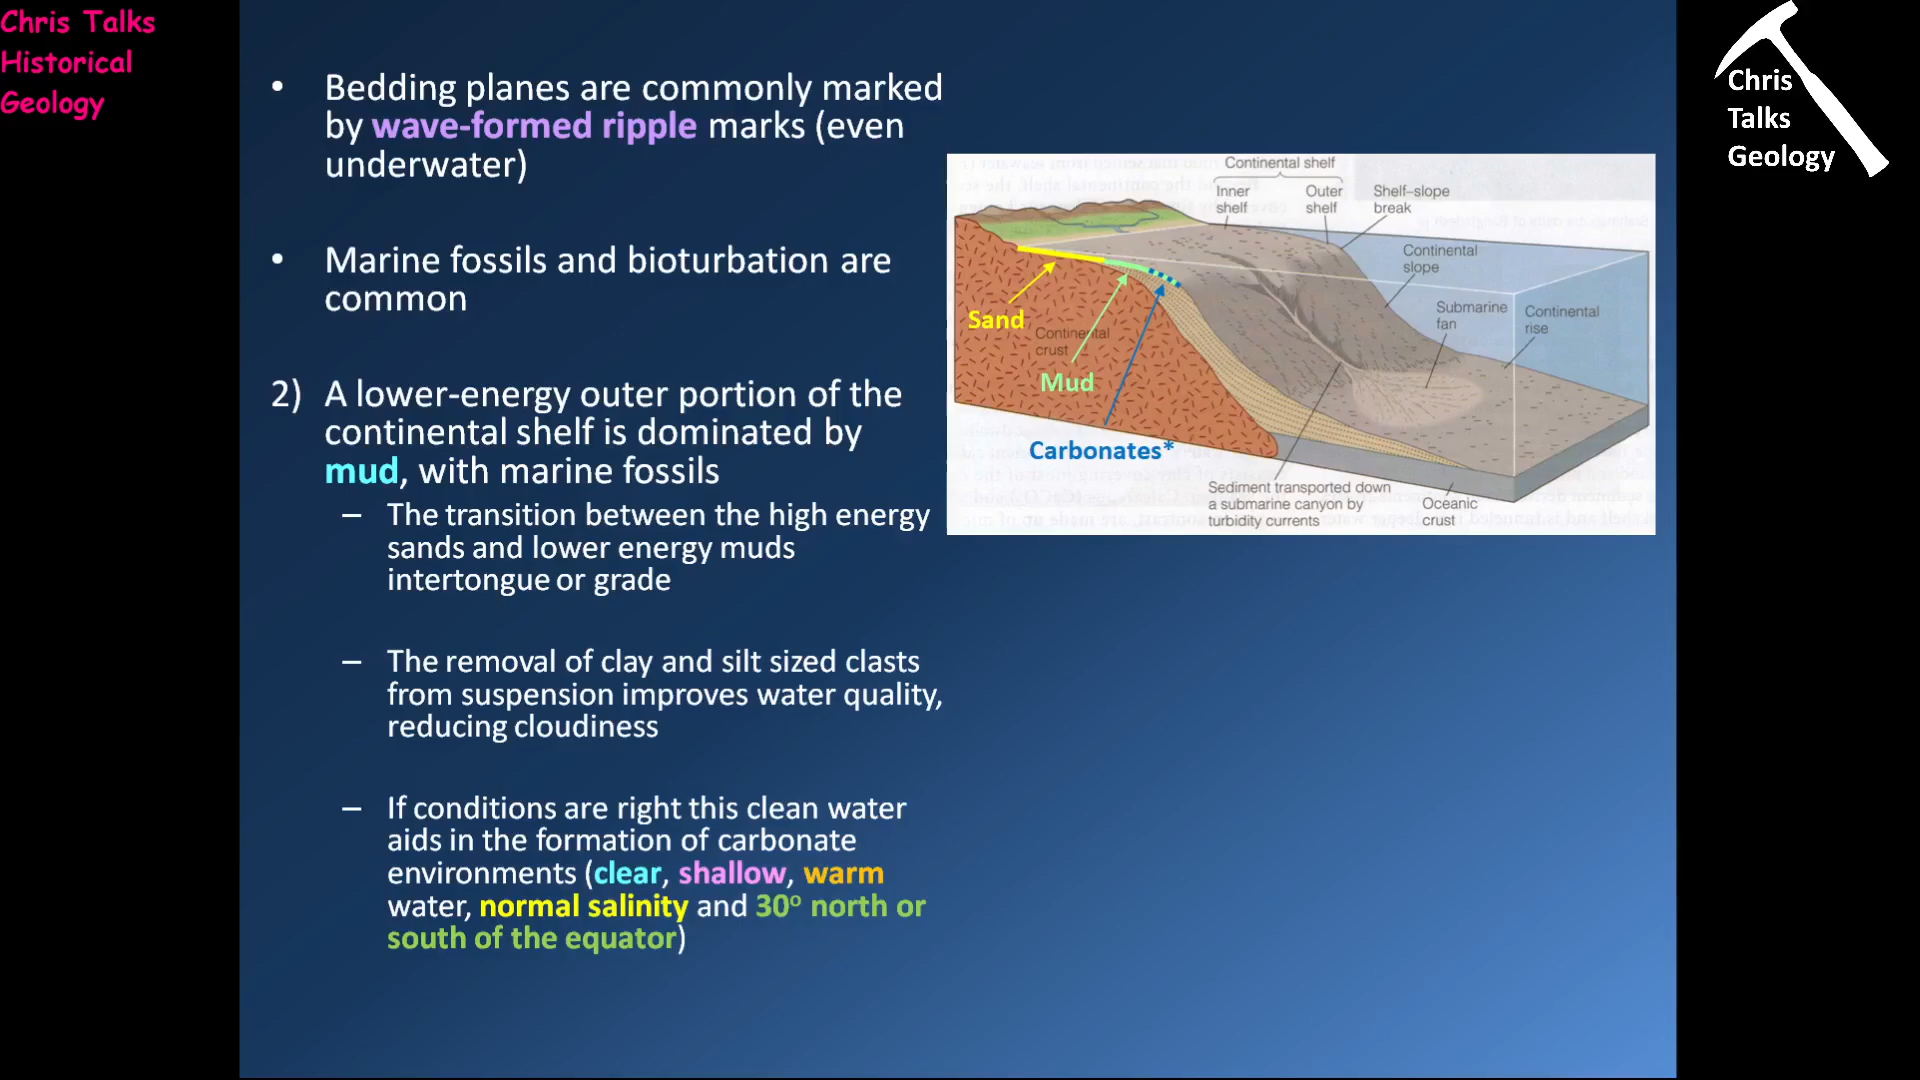 Chris Talks
Historical
Geology
• Bedding planes are commonly marked
by wave-formed ripple marks (even
underwater)
• Marine fossils and bioturbation are
common
2) A lower-energy outer portion of the
continental shelf is dominated by
mud, with marine fossils
– The transition between the high energy
sands and lower energy muds
intertongue or grade
– The removal of clay and silt sized clasts
from suspension improves water quality,
reducing cloudiness
– If conditions are right this clean water
aids in the formation of carbonate
environments (clear, shallow, warm
water, normal salinity and 30º north or
south of the equator)
Continental shelf
Inner
shelf
Outer
shelf
Shelf–slope
break
Continental
slope
Submarine
fan
Continental
rise
Sand
Continental
crust
Mud
Carbonates*
Sediment transported down
a submarine canyon by
turbidity currents
Oceanic
crust
Chris
Talks
Geology